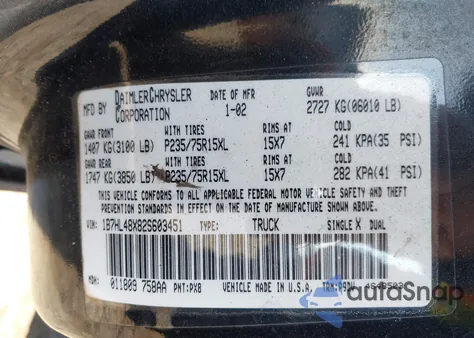 MFD BY DAIMLERCHRYSLER CORPORATION DATE OF MFR 1-02 GVWR 2727 KG(06010 LB)
GAWR FRONT WITH TIRES RIMS AT COLD
1407 KG(3100 LB) P235/75R15XL 15X7 241 KPA(35 PSI)
GAWR REAR WITH TIRES RIMS AT COLD
1747 KG(3850 LB) P235/75R15XL 15X7 282 KPA(41 PSI)
THIS VEHICLE CONFORMS TO ALL APPLICABLE FEDERAL MOTOR VEHICLE SAFETY AND THEFT
PREVENTION STANDARDS IN EFFECT ON THE DATE OF MANUFACTURE SHOWN ABOVE.
VIN: 1B7HL48X82S603451 TYPE: TRUCK SINGLE X DUAL
MDH: 011809 758AA PNT:PX8 VEHICLE MADE IN U.S.A.
autoSnap